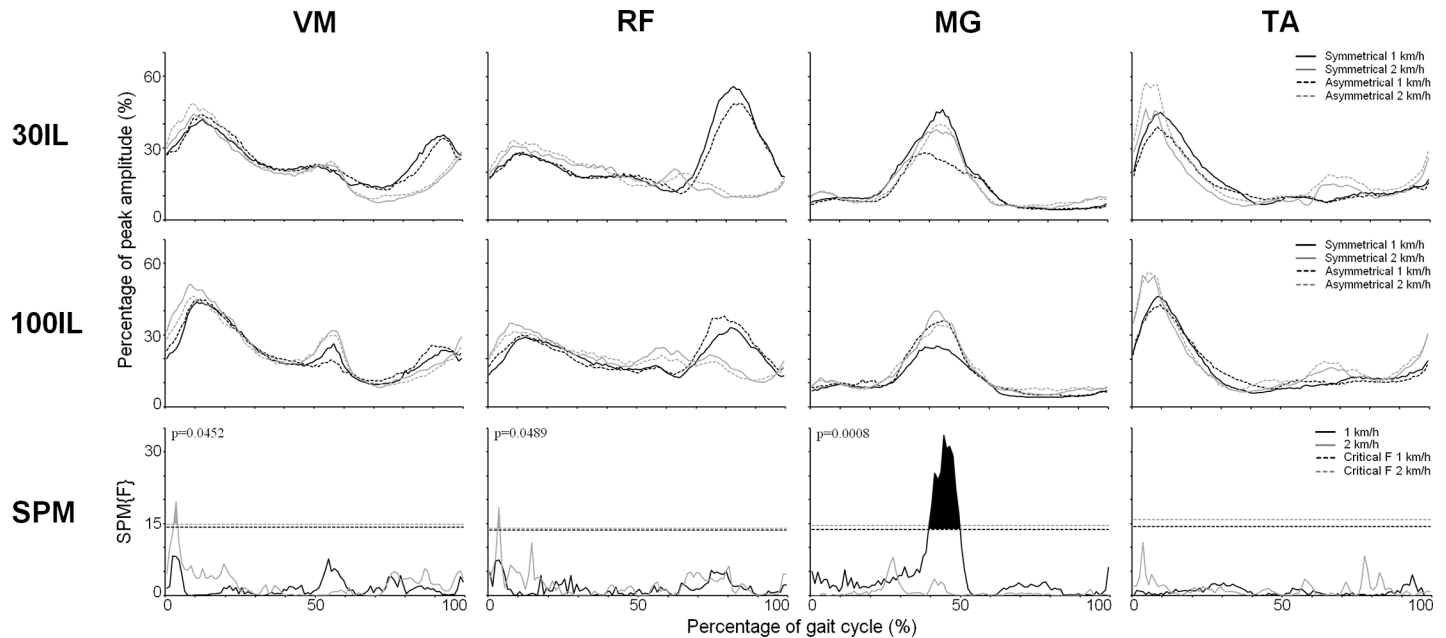 VM RF MG TA
30IL
100IL
SPM
Percentage of peak amplitude (%)
SPM{F}
60
30
0
Symmetrical 1 km/h
Symmetrical 2 km/h
Asymmetrical 1 km/h
Asymmetrical 2 km/h
60
30
0
Symmetrical 1 km/h
Symmetrical 2 km/h
Asymmetrical 1 km/h
Asymmetrical 2 km/h
p=0.0452 p=0.0489 p=0.0008
30
15
0
1 km/h
2 km/h
Critical F 1 km/h
Critical F 2 km/h
0 50 100 0 50 100 0 50 100 0 50 100
Percentage of gait cycle (%)